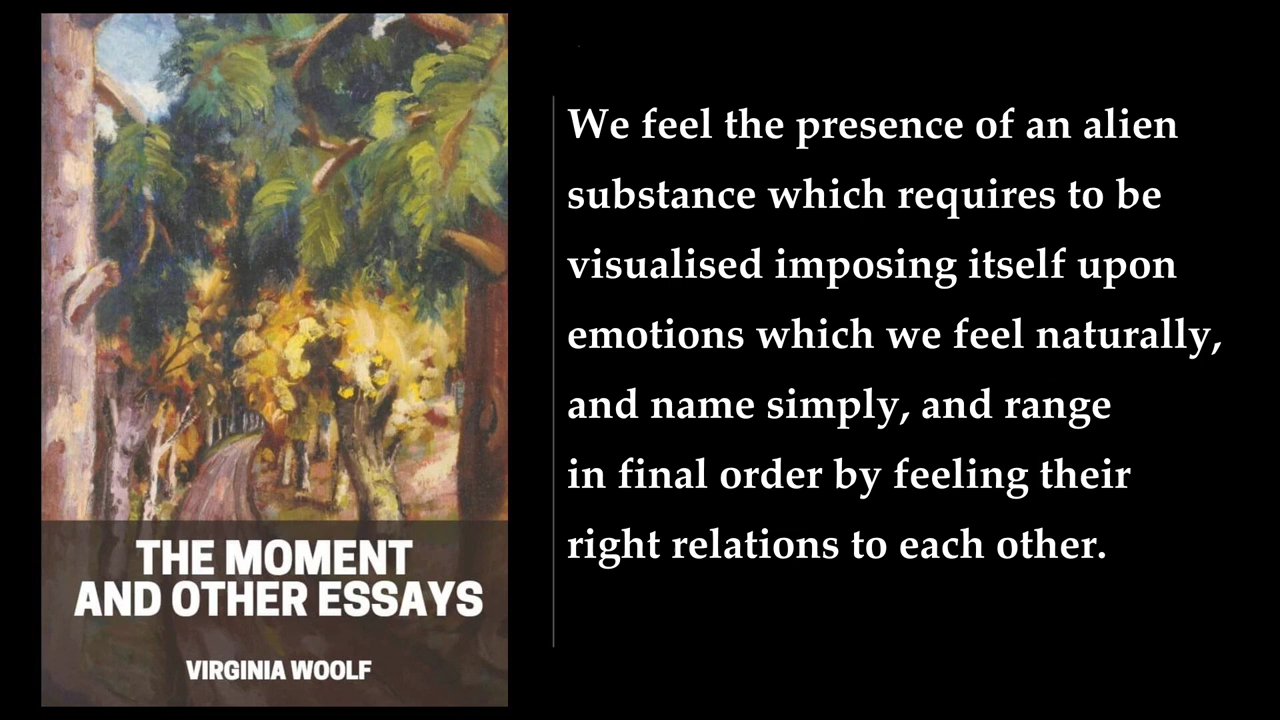 THE MOMENT
AND OTHER ESSAYS
VIRGINIA WOOLF
We feel the presence of an alien
substance which requires to be
visualised imposing itself upon
emotions which we feel naturally,
and name simply, and range
in final order by feeling their
right relations to each other.